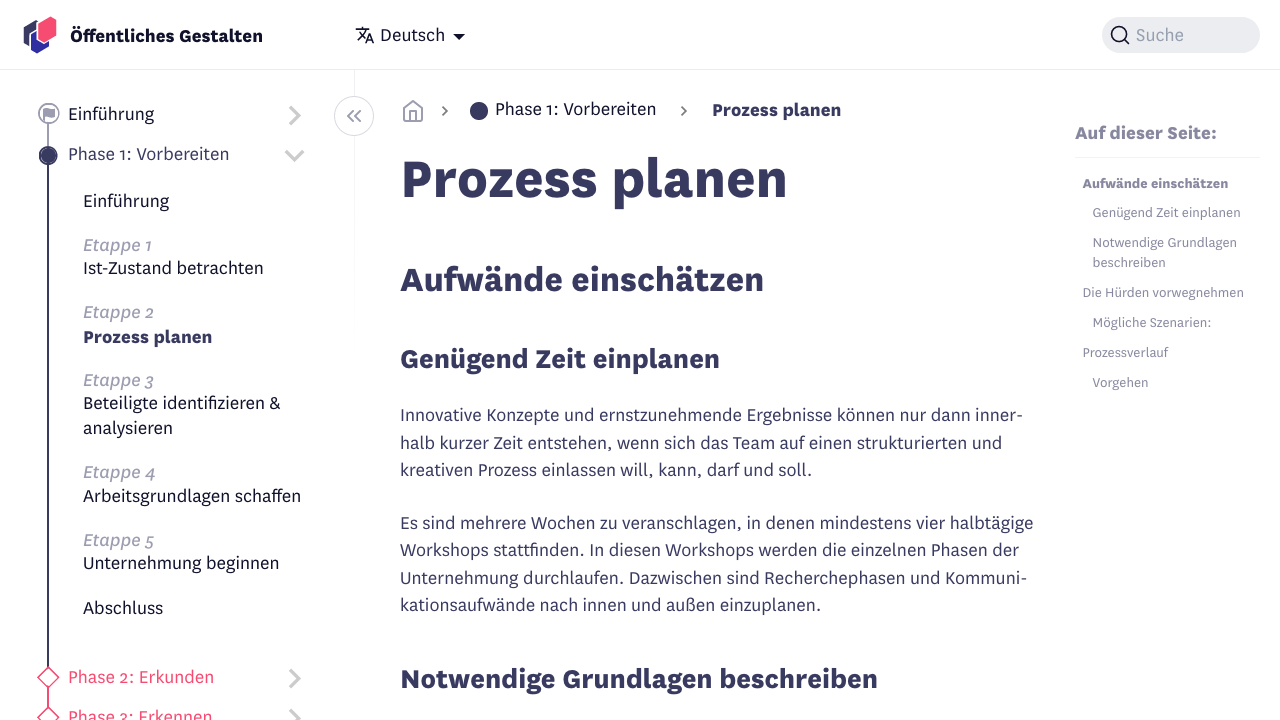 Öffentliches Gestalten
Deutsch
Suche
Einführung
Phase 1: Vorbereiten
Einführung
Etappe 1
Ist-Zustand betrachten
Etappe 2
Prozess planen
Etappe 3
Beteiligte identifizieren &
analysieren
Etappe 4
Arbeitsgrundlagen schaffen
Etappe 5
Unternehmung beginnen
Abschluss
Phase 2: Erkunden
Phase 3: Erkennen
Phase 1: Vorbereiten
Prozess planen
Prozess planen
Aufwände einschätzen
Genügend Zeit einplanen
Innovative Konzepte und ernstzunehmende Ergebnisse können nur dann inner-
halb kurzer Zeit entstehen, wenn sich das Team auf einen strukturierten und
kreativen Prozess einlassen will, kann, darf und soll.
Es sind mehrere Wochen zu veranschlagen, in denen mindestens vier halbtägige
Workshops stattfinden. In diesen Workshops werden die einzelnen Phasen der
Unternehmung durchlaufen. Dazwischen sind Recherchephasen und Kommuni-
kationsaufwände nach innen und außen einzuplanen.
Notwendige Grundlagen beschreiben
Auf dieser Seite:
Aufwände einschätzen
Genügend Zeit einplanen
Notwendige Grundlagen
beschreiben
Die Hürden vorwegnehmen
Mögliche Szenarien:
Prozessverlauf
Vorgehen